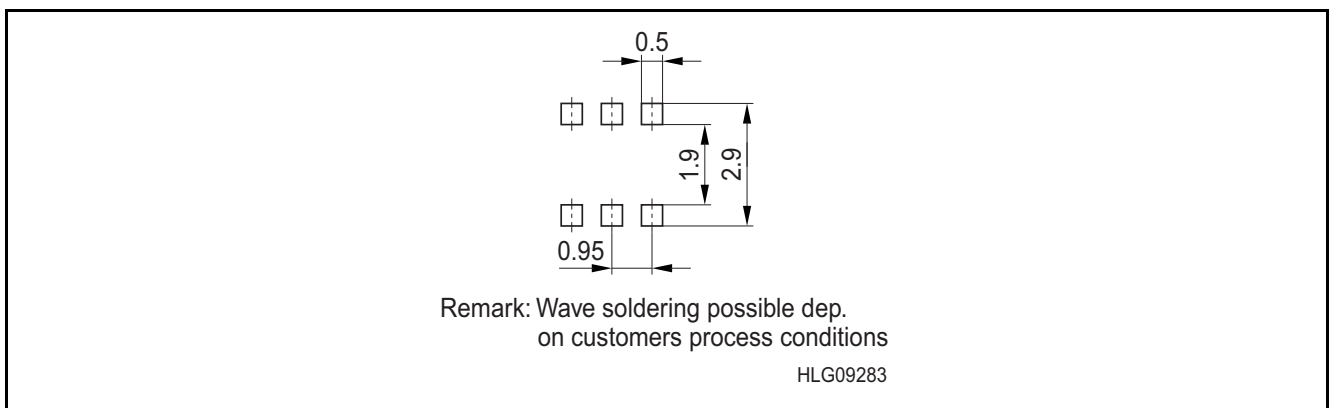 0.5
1.9
2.9
0.95
Remark: Wave soldering possible dep.
on customers process conditions
HLG09283